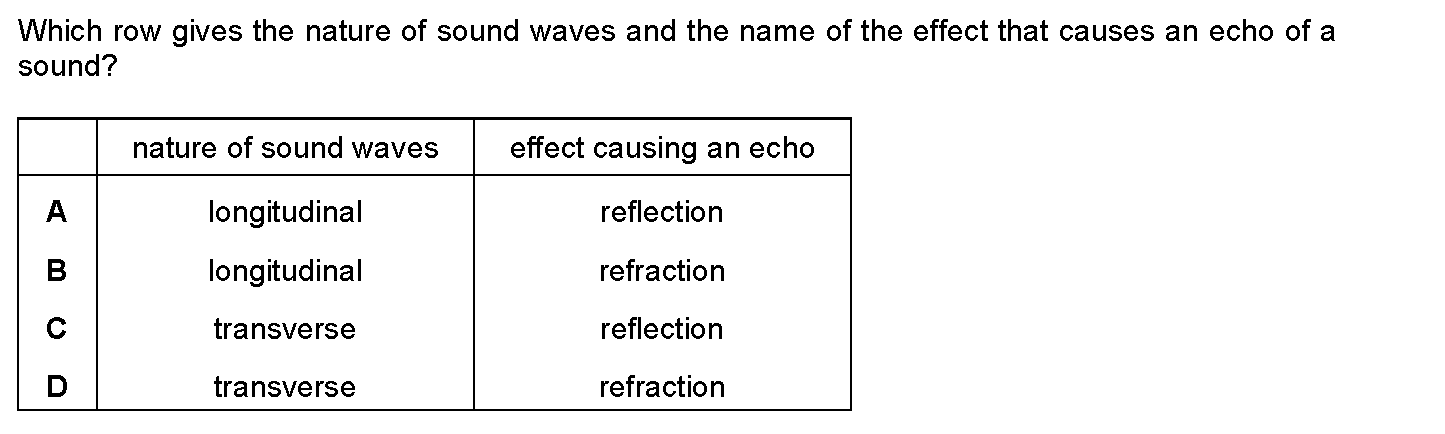 Which row gives the nature of sound waves and the name of the effect that causes an echo of a
sound?
nature of sound waves effect causing an echo
A longitudinal reflection
B longitudinal refraction
C transverse reflection
D transverse refraction